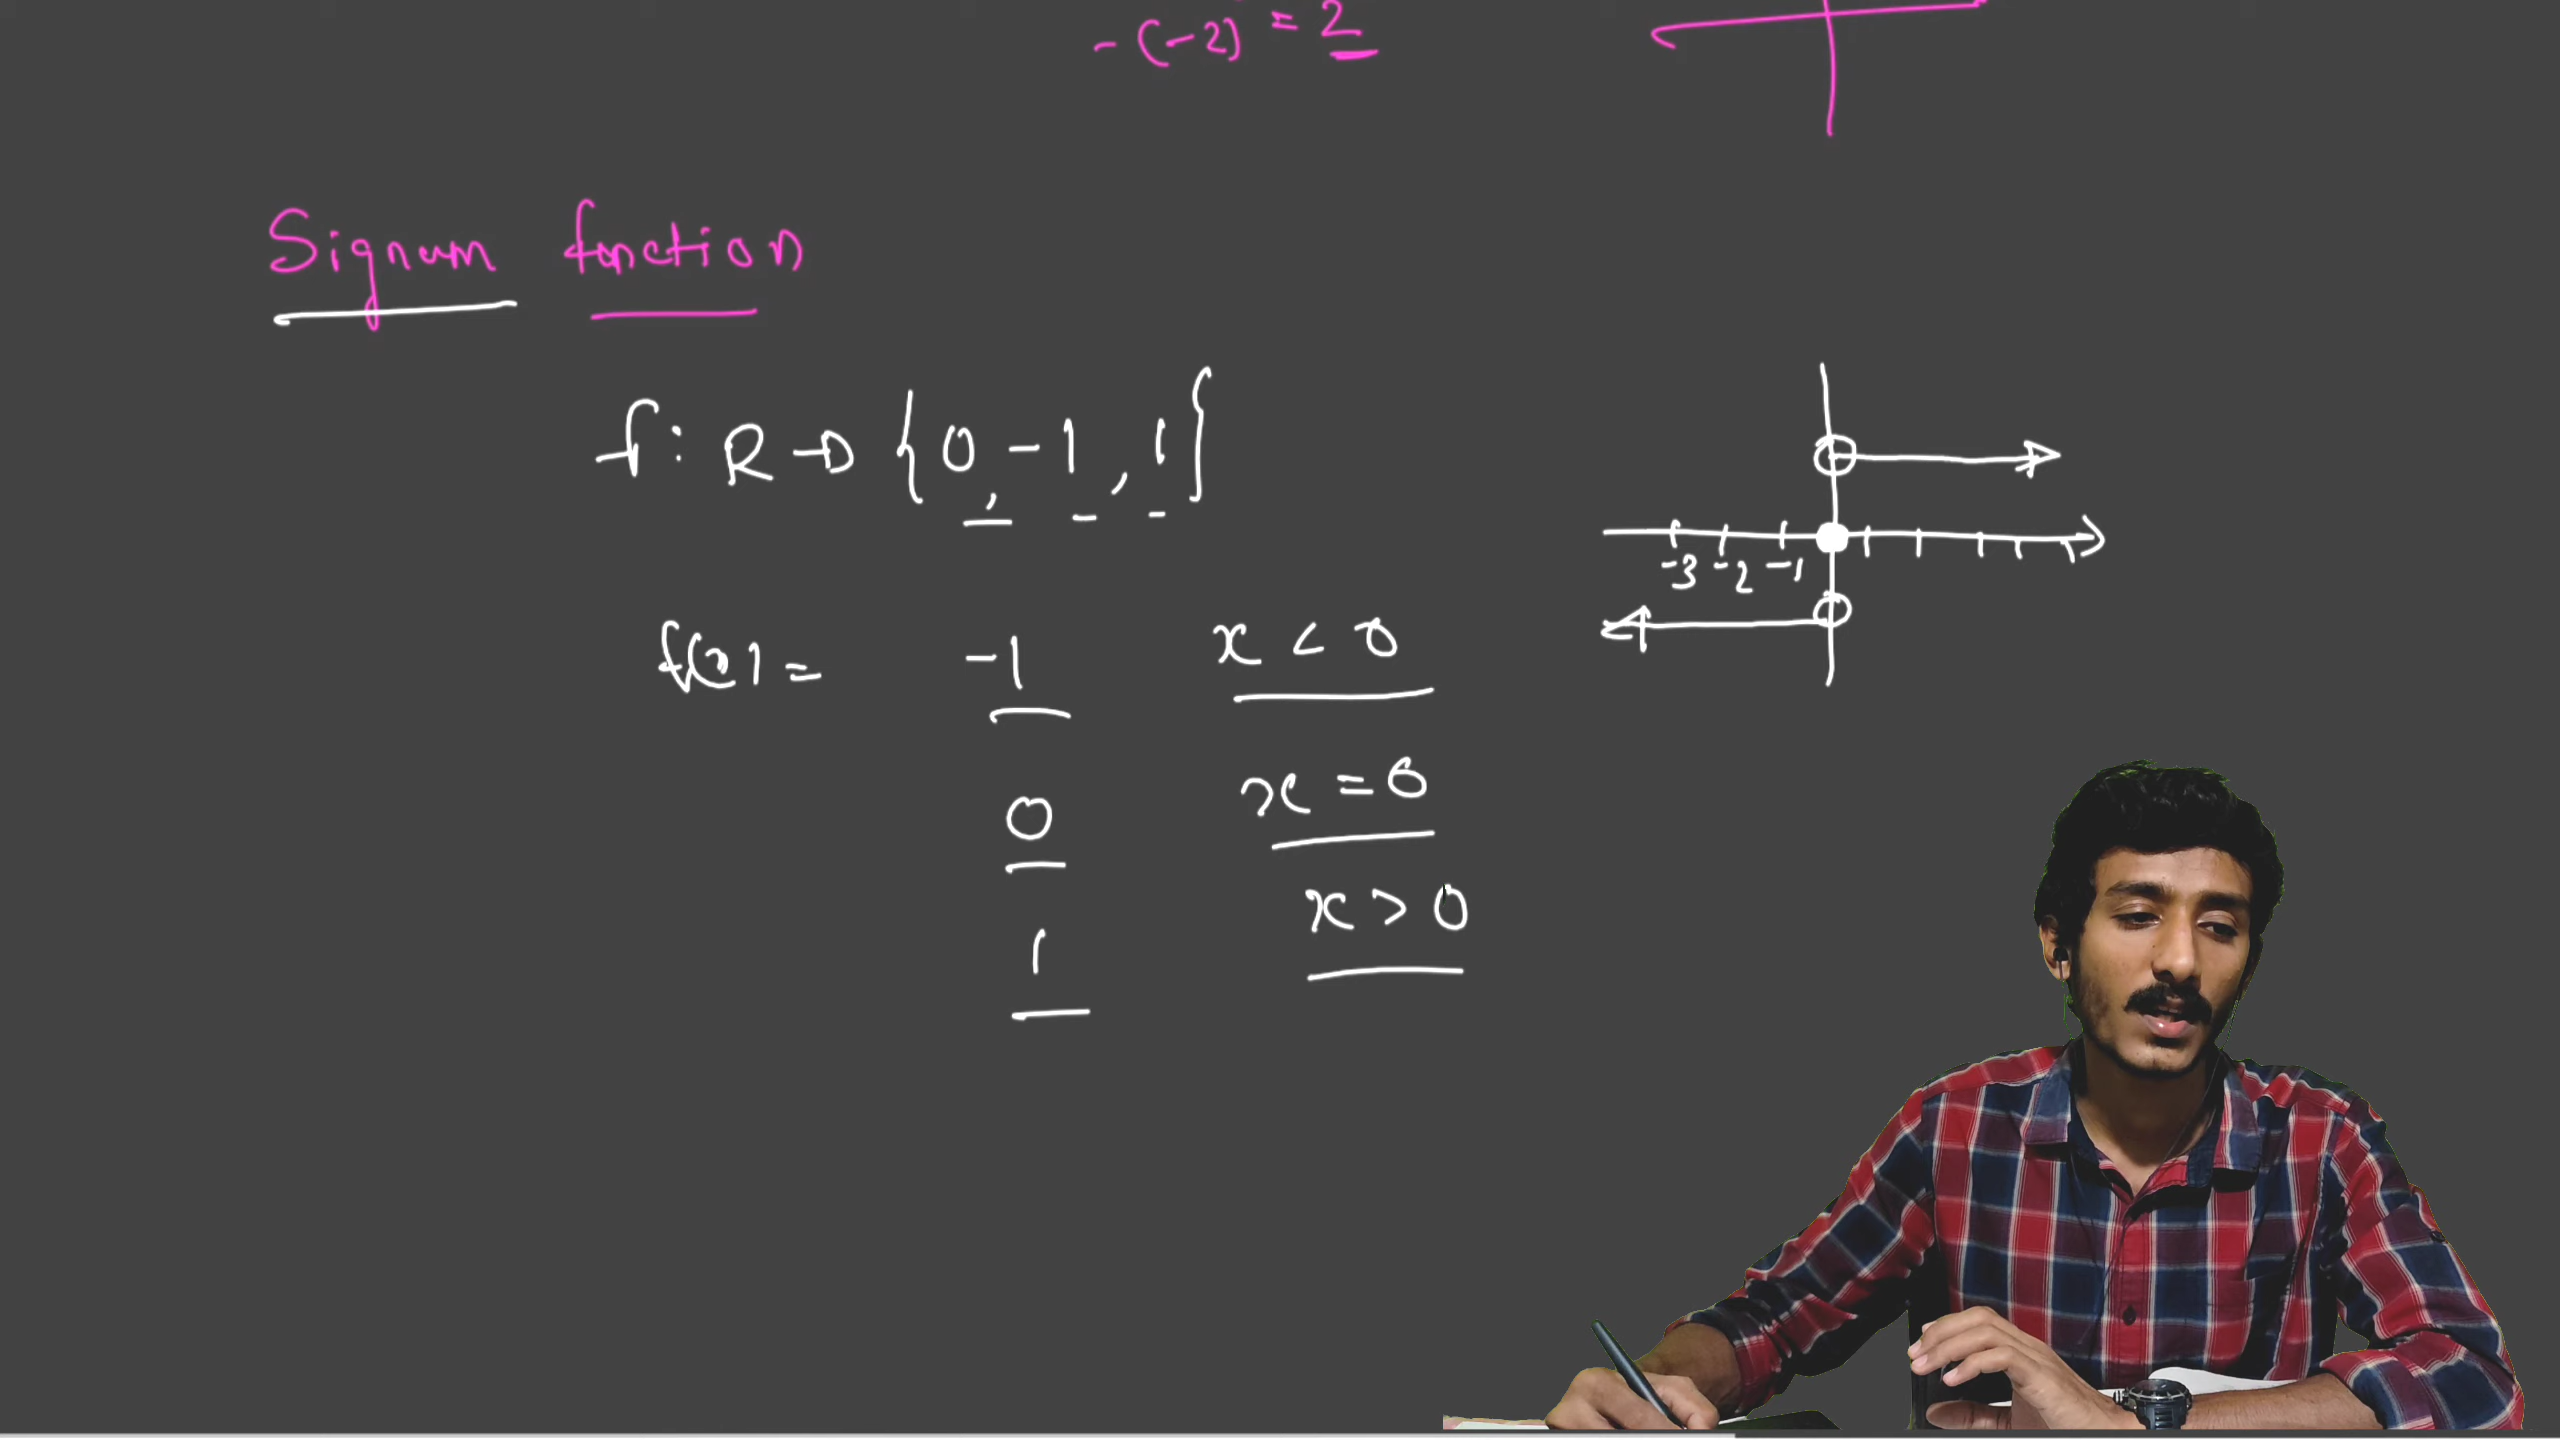 -(-2) = 2
Signum function
f: R → {0, -1, 1}
-3 -2 -1
f(x) = -1 x < 0
0 x = 0
1 x > 0